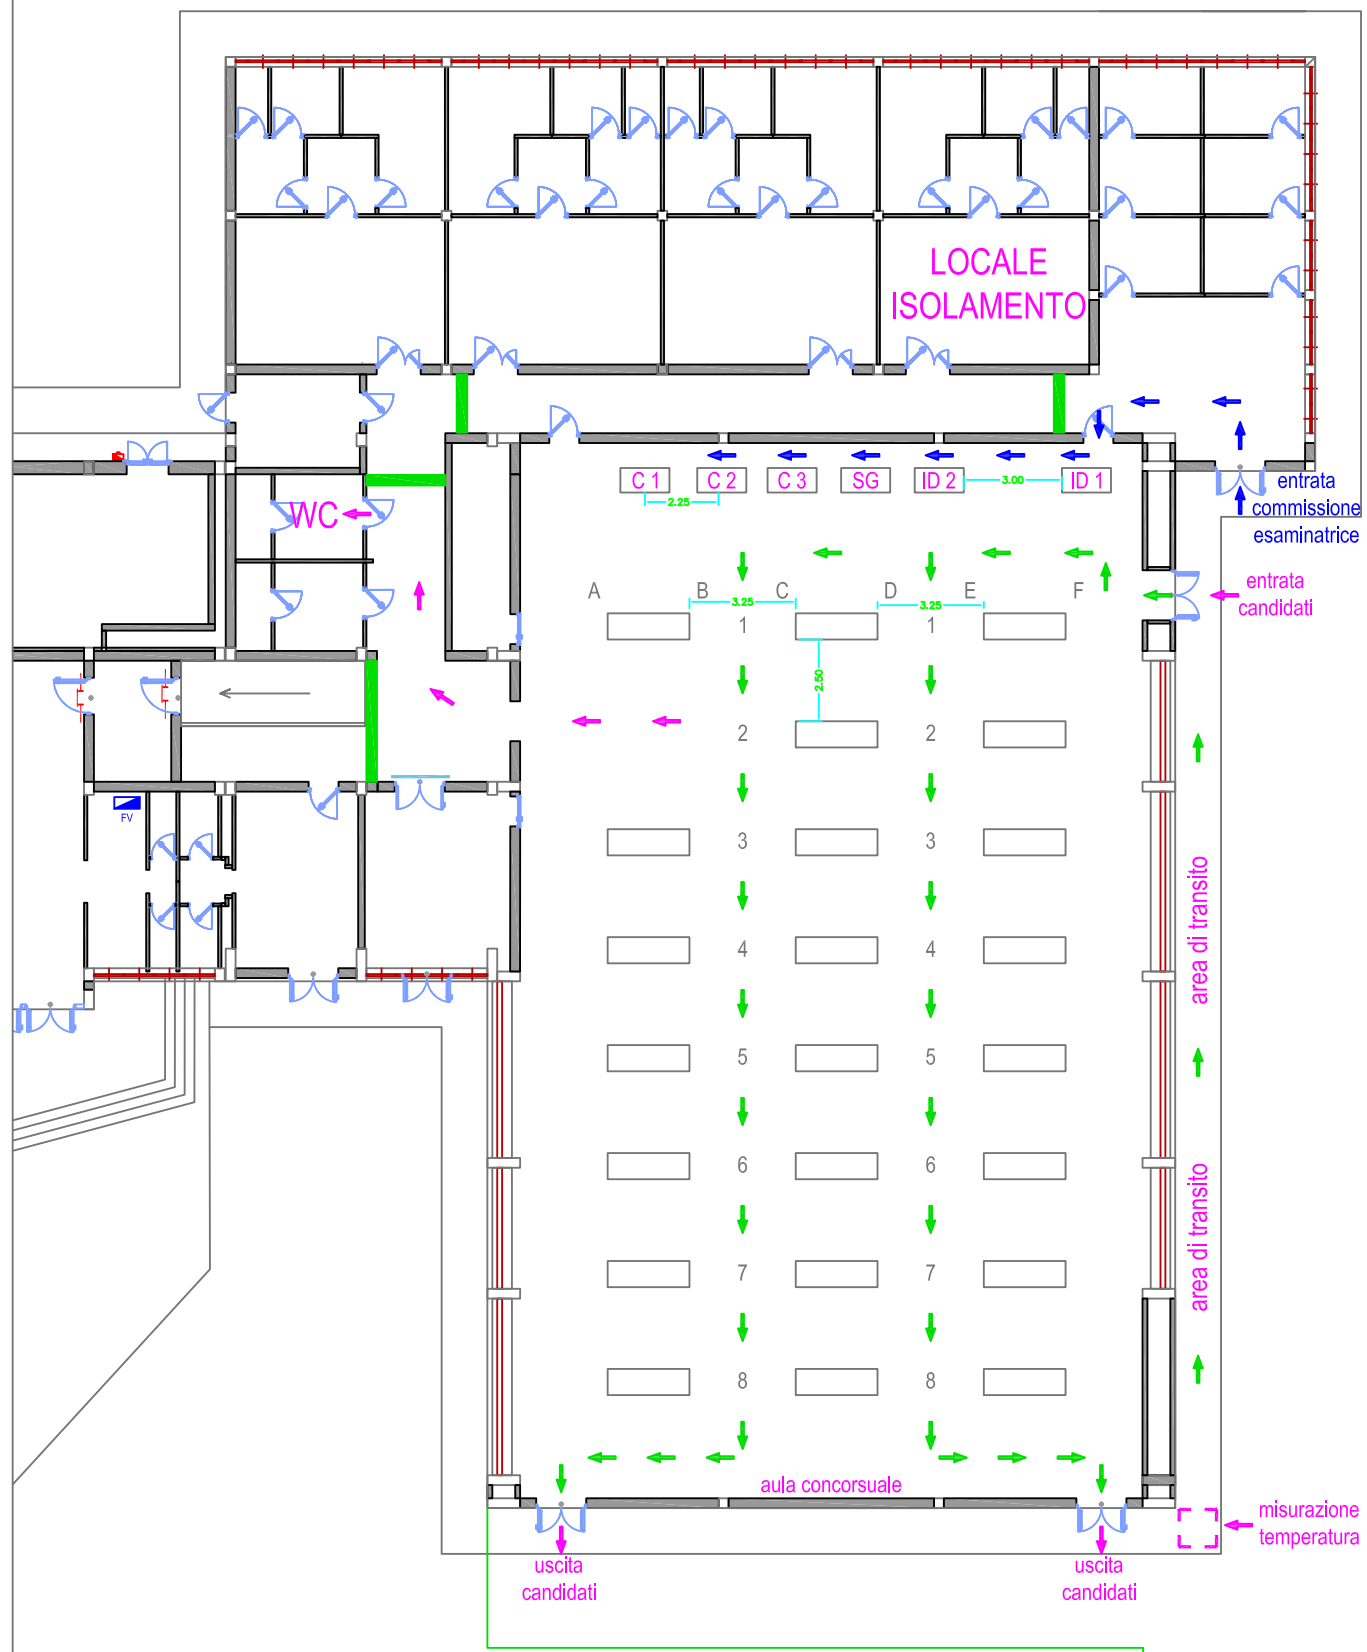 LOCALE
ISOLAMENTO
C 1
C 2
C 3
SG
ID 2
ID 1
2.25
3.00
entrata
commissione
esaminatrice
WC
entrata
candidati
A
B
C
D
E
F
3.25
3.25
1
1
2.50
2
2
3
3
FV
4
4
area di transito
5
5
6
6
area di transito
7
7
8
8
aula concorsuale
misurazione
temperatura
uscita
candidati
uscita
candidati